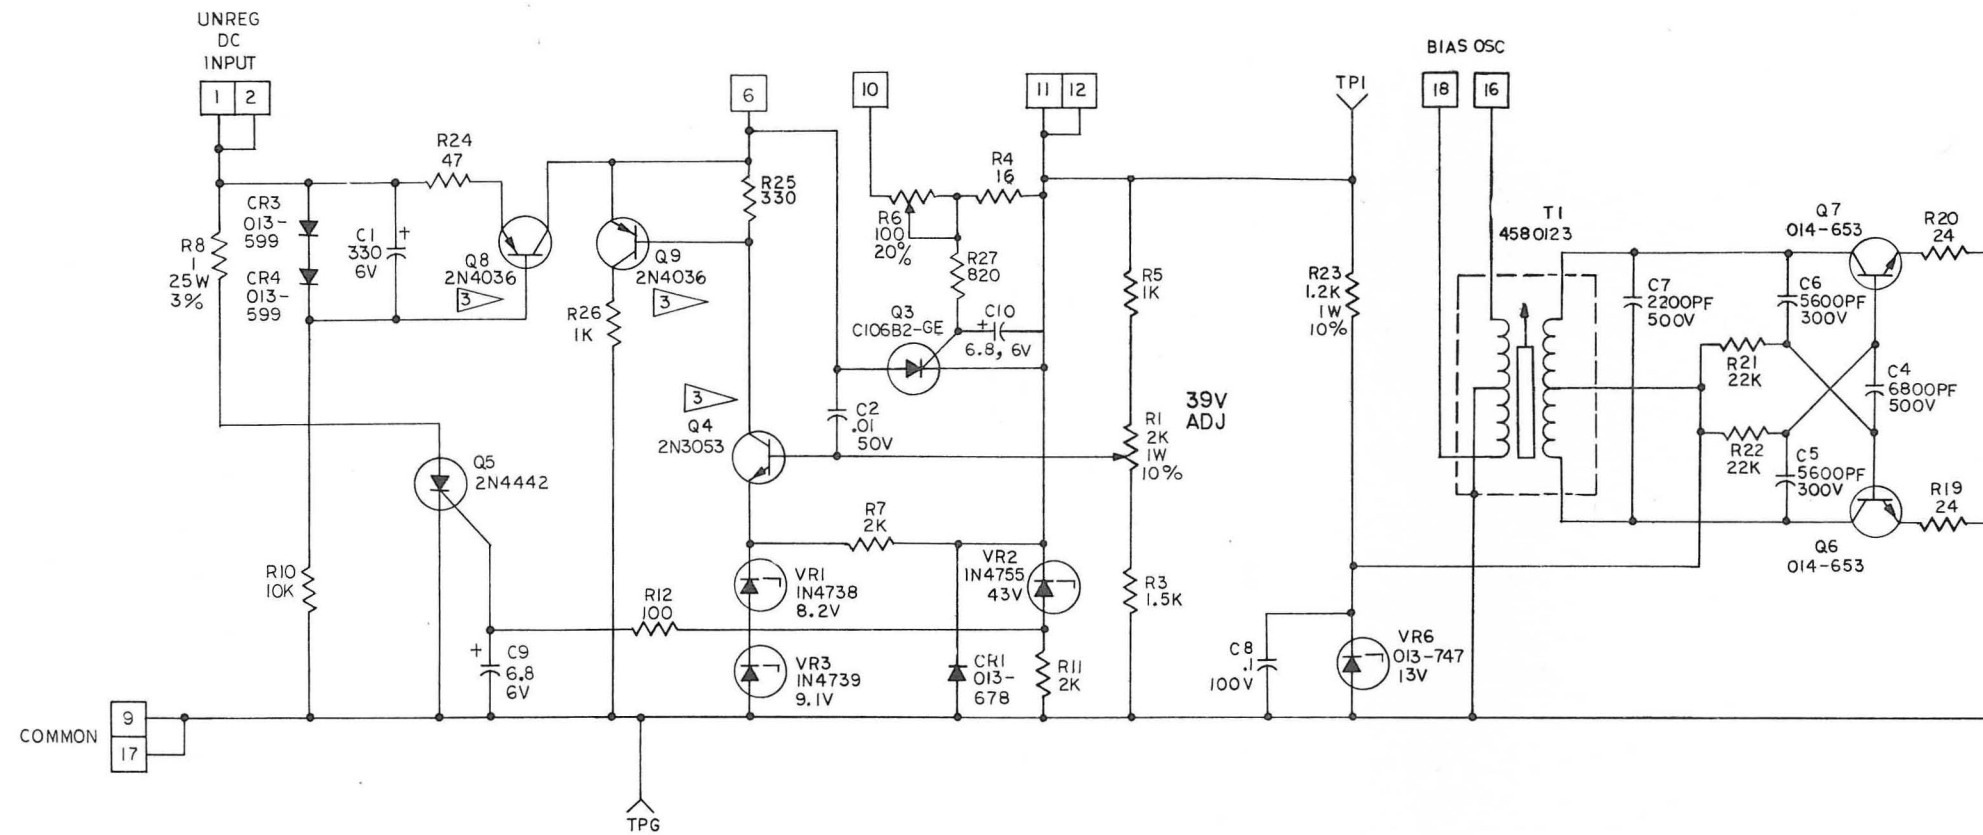 UNREG
DC
INPUT
1 2
6
10
11 12
TP1
BIAS OSC
18 16
R24
47
CR3
013-
599
CR4
013-
599
R8
1
25W
3%
C1
330
6V
+
Q8
2N4036
3
Q9
2N4036
3
R26
1K
R25
330
R4
16
R6
100
20%
R27
820
Q3
C106B2-GE
+
C10
6.8, 6V
R5
1K
R23
1.2K
1W
10%
T1
4580123
Q7
014-653
R20
24
C7
2200PF
500V
C6
5600PF
300V
R21
22K
R22
22K
C4
6800PF
500V
C5
5600PF
300V
R19
24
Q6
014-653
3
Q4
2N3053
C2
.01
50V
R1
2K
1W
10%
39V
ADJ
Q5
2N4442
R7
2K
VR2
1N4755
43V
VR1
1N4738
8.2V
R3
1.5K
R10
10K
R12
100
+
C9
6.8
6V
VR3
1N4739
9.1V
CR1
013-
678
R11
2K
C8
.1
100V
VR6
013-747
13V
COMMON
9
17
TPG